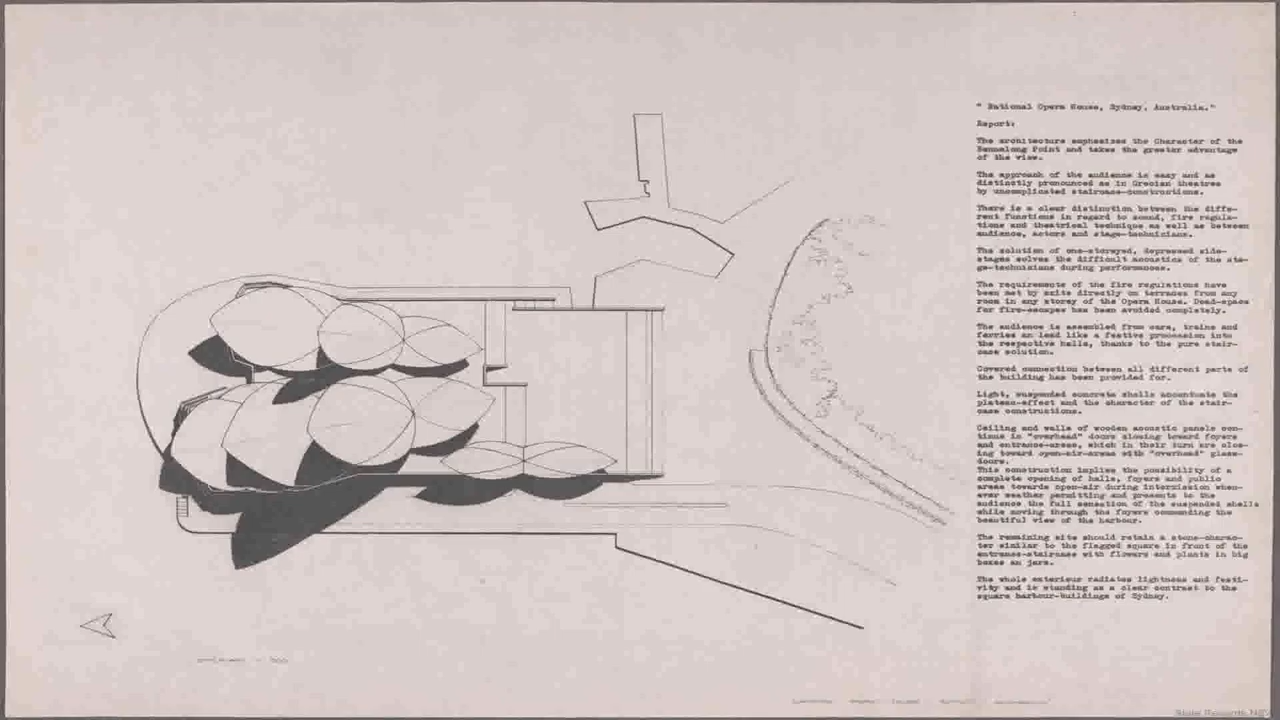 " National Opera House, Sydney, Australia."
Report:
The architecture emphasizes the Character of the
Bennelong Point and takes the greater advantage
of the view.
The approach of the audience is easy and as
distinctly pronounced as in Grecian theatres
by uncomplicated staircase-constructions.
There is a clear distinction between the diffe-
rent functions in regard to sound, fire regula-
tions and theatrical technique as well as between
audience, actors and stage-technicians.
The solution of one-storeyed, depressed side-
stages solves the difficult acoustics of the sta-
ge-technicians during performances.
The requirements of the fire regulations have
been met by exits directly on terraces from any
room in any storey of the Opera House. Dead-space
for fire-escapes has been avoided completely.
The audience is assembled from cars, trains and
ferries an lead like a festive procession into
the respective halls, thanks to the pure stair-
case solution.
Covered connection between all different parts of
the building has been provided for.
Light, suspended concrete shells accentuate the
plateau-effect and the character of the stair-
case constructions.
Ceiling and walls of wooden acoustic panels con-
tinue in "overhead" doors slowing toward foyers
and entrance-areas, which in their turn are clos-
ing toward open-air-areas with "overhead" glass-
doors.
This construction implies the possibility of a
complete opening of halls, foyers and public
areas towards open-air during intermission when-
ever weather permitting and presents to the
audience the full sensation of the suspended shells
while moving through the foyers commanding the
beautiful view of the harbour.
The remaining site should retain a stone-charac-
ter similar to the flagged square in front of the
entrance-staircase with flowers and plants in big
boxes an jars.
The whole exterious radiates lightness and festi-
vity and is standing as a clear contrast to the
square harbour-buildings of Sydney.